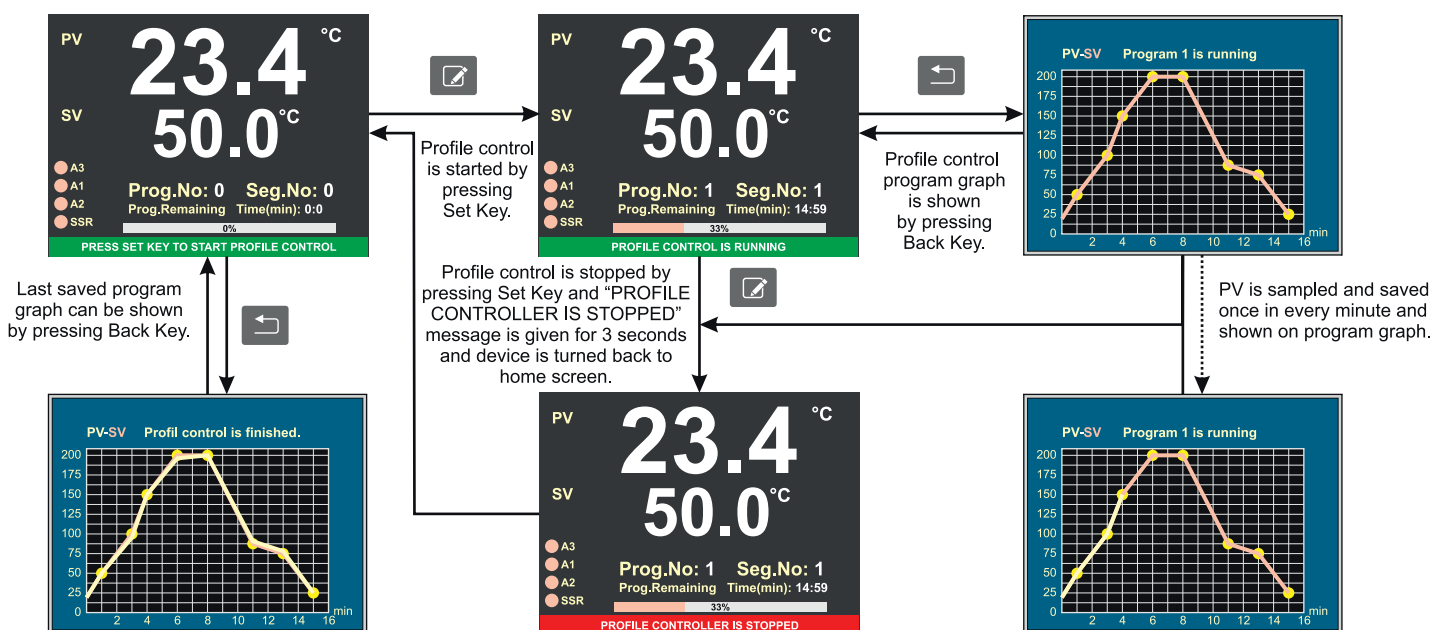 PV
23.4 °C
SV
50.0°C
A3
A1
A2
SSR
Prog.No: 0 Seg.No: 0
Prog.Remaining Time(min): 0:0
0%
PRESS SET KEY TO START PROFILE CONTROL
Profile control
is started by
pressing
Set Key.
PV
23.4 °C
SV
50.0°C
A3
A1
A2
SSR
Prog.No: 1 Seg.No: 1
Prog.Remaining Time(min): 14:59
33%
PROFILE CONTROL IS RUNNING
Profile control
program graph
is shown
by pressing
Back Key.
PV-SV Program 1 is running
200
175
150
125
100
75
50
25
0
2 4 6 8 10 12 14 16
min
Last saved program
graph can be shown
by pressing Back Key.
Profile control is stopped by
pressing Set Key and “PROFILE
CONTROLLER IS STOPPED”
message is given for 3 seconds
and device is turned back to
home screen.
PV is sampled and saved
once in every minute and
shown on program graph.
PV-SV Profil control is finished.
200
175
150
125
100
75
50
25
0
2 4 6 8 10 12 14 16
min
PV
23.4 °C
SV
50.0°C
A3
A1
A2
SSR
Prog.No: 1 Seg.No: 1
Prog.Remaining Time(min): 14:59
33%
PROFILE CONTROLLER IS STOPPED
PV-SV Program 1 is running
200
175
150
125
100
75
50
25
0
2 4 6 8 10 12 14 16
min